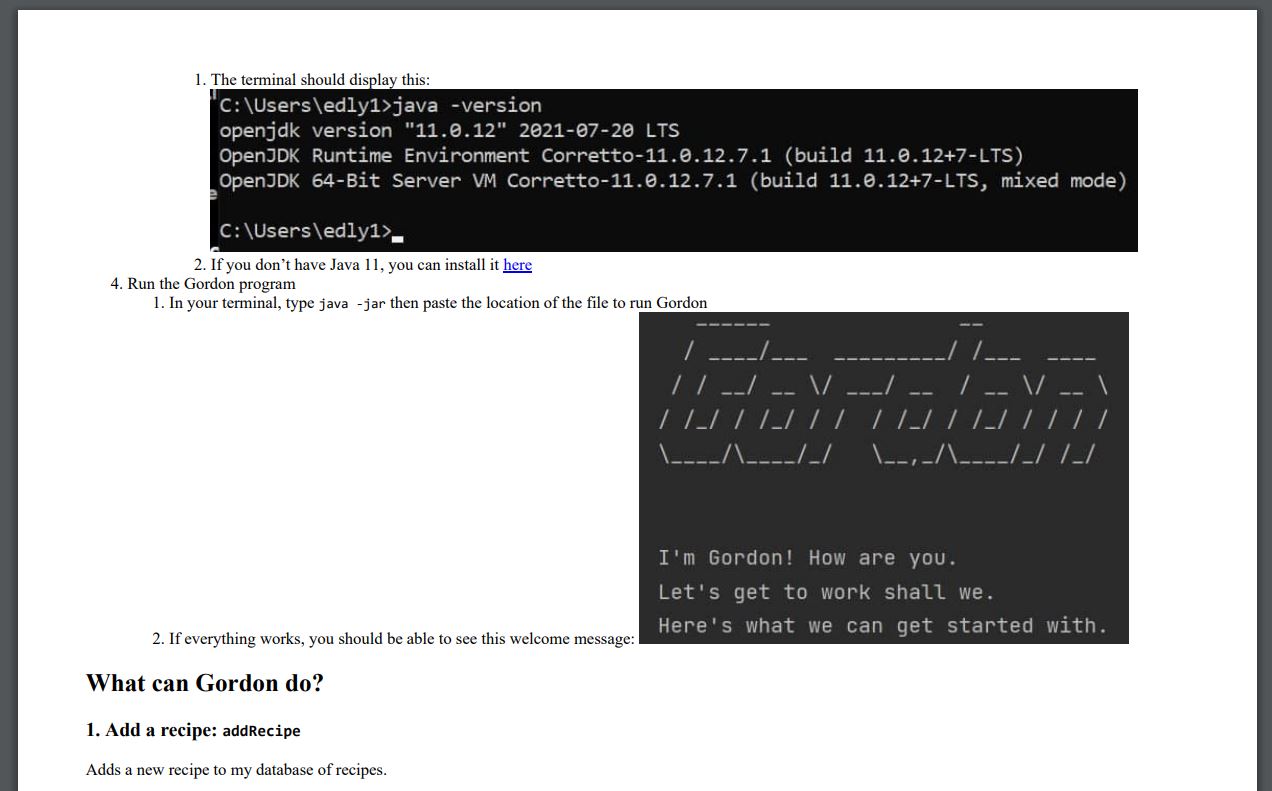 1. The terminal should display this:
C:\Users\edly1>java -version
openjdk version "11.0.12" 2021-07-20 LTS
OpenJDK Runtime Environment Corretto-11.0.12.7.1 (build 11.0.12+7-LTS)
OpenJDK 64-Bit Server VM Corretto-11.0.12.7.1 (build 11.0.12+7-LTS, mixed mode)
C:\Users\edly1>_
2. If you don’t have Java 11, you can install it here
4. Run the Gordon program
1. In your terminal, type java -jar then paste the location of the file to run Gordon
Gordon
I'm Gordon! How are you.
Let's get to work shall we.
Here's what we can get started with.
2. If everything works, you should be able to see this welcome message:
What can Gordon do?
1. Add a recipe: addRecipe
Adds a new recipe to my database of recipes.